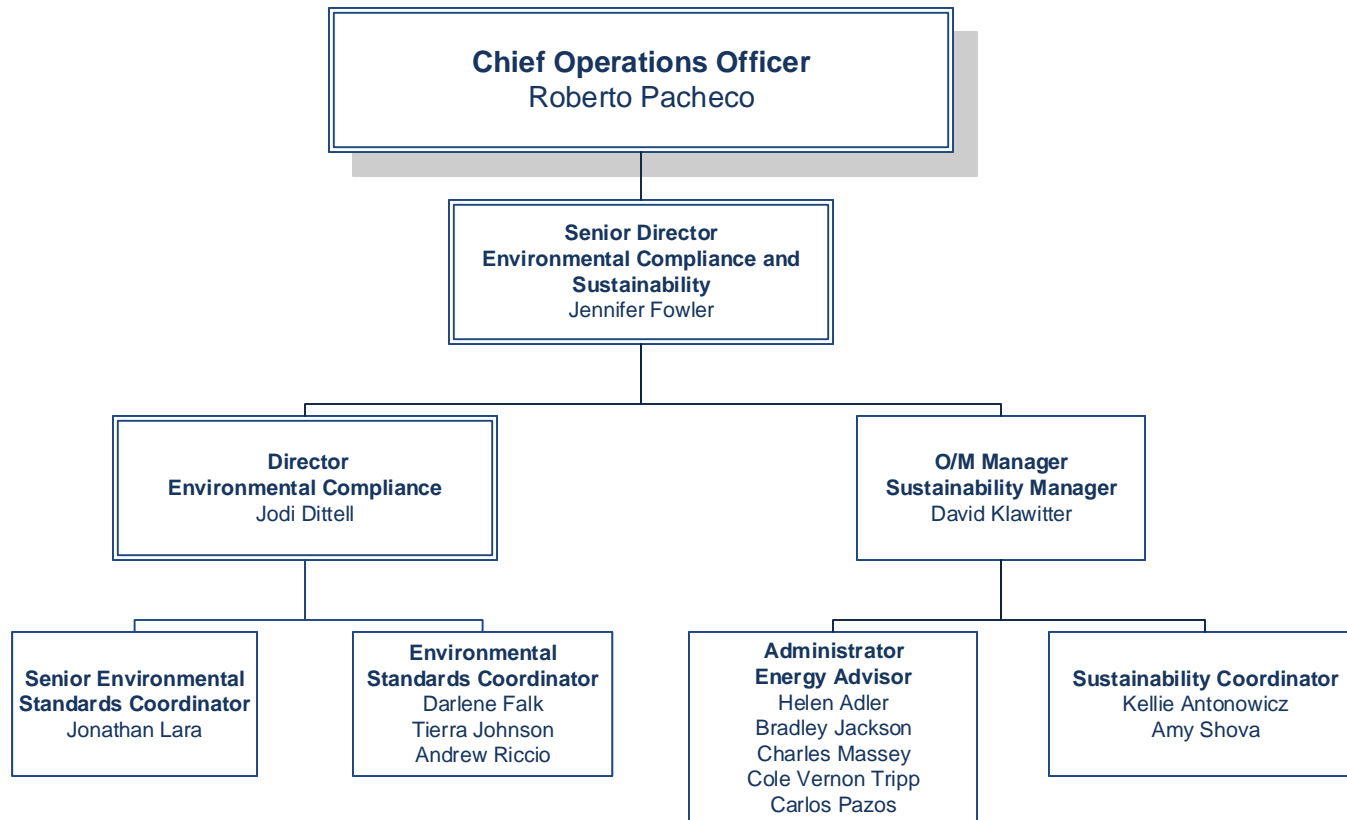 Chief Operations Officer
Roberto Pacheco
Senior Director
Environmental Compliance and
Sustainability
Jennifer Fowler
Director
Environmental Compliance
Jodi Dittell
O/M Manager
Sustainability Manager
David Klawitter
Senior Environmental
Standards Coordinator
Jonathan Lara
Environmental
Standards Coordinator
Darlene Falk
Tierra Johnson
Andrew Riccio
Administrator
Energy Advisor
Helen Adler
Bradley Jackson
Charles Massey
Cole Vernon Tripp
Carlos Pazos
Sustainability Coordinator
Kellie Antonowicz
Amy Shova